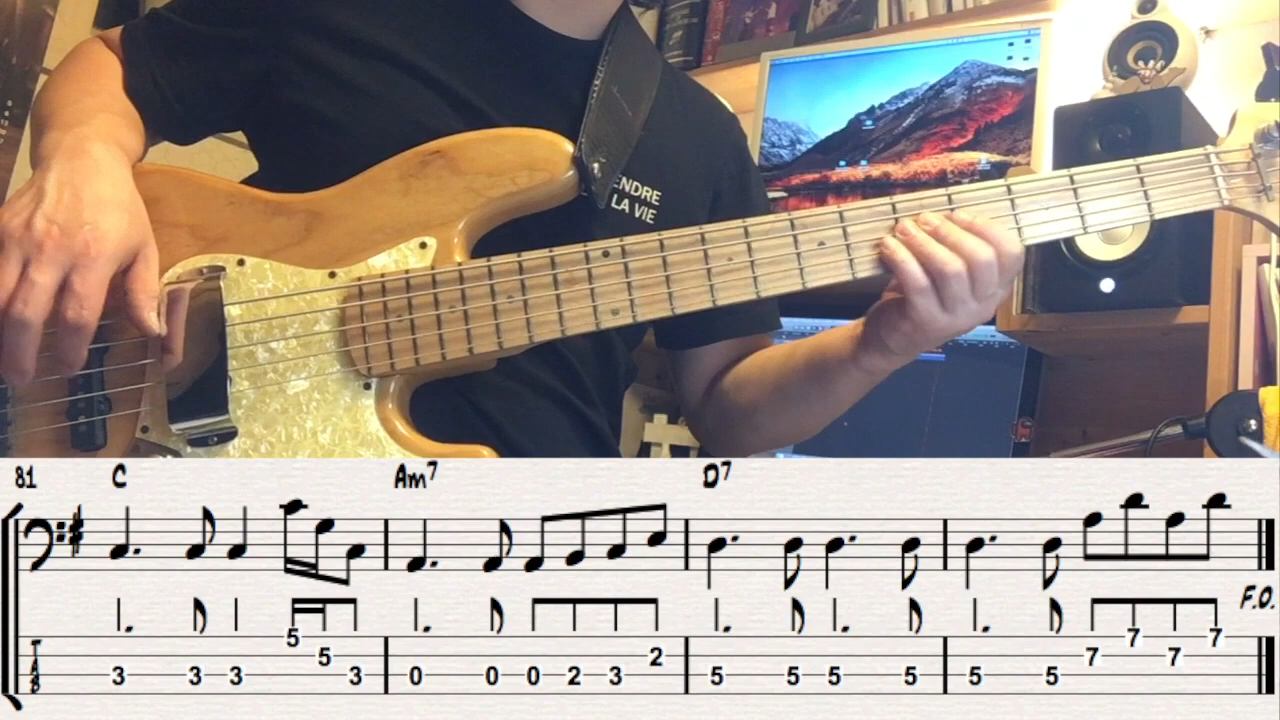 ENDRE
LA VIE
81 C Am7 D7
F.O.
5 7 7
5 2 7 7
3 3 3 3 0 0 0 2 3 5 5 5 5 5 5
T
A
B